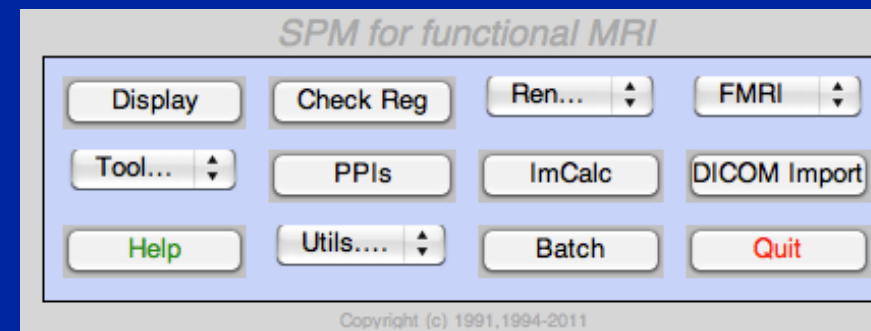 SPM for functional MRI
Display Check Reg Ren... FMRI
Tool... PPIs ImCalc DICOM Import
Help Utils.... Batch Quit
Copyright (c) 1991,1994-2011